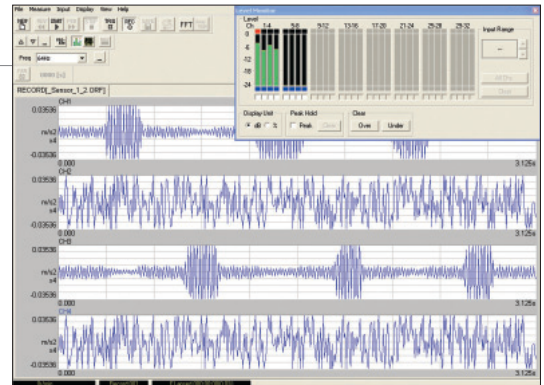 File Measure Input Display View Help
Level Monitor
Level
Ch 1-4 5-8 9-12 13-16 17-20 21-24 25-28 29-32
0
-6
-12
-18
-24
Input Range
--
Display Unit
dB %
Peak Hold
Peak Clear
Clear
Over Under
START
REC
FFT
Freq 64Hz
RECORD[_Sensor_1_2.ORF]
CH1
0.03536
m/s2
x4
-0.03536
0.000 3.125s
CH2
0.03536
m/s2
x4
-0.03536
0.000 3.125s
CH3
0.03536
m/s2
x4
-0.03536
0.000 3.125s
CH4
0.03536
m/s2
x4
-0.03536
0.000 3.125s